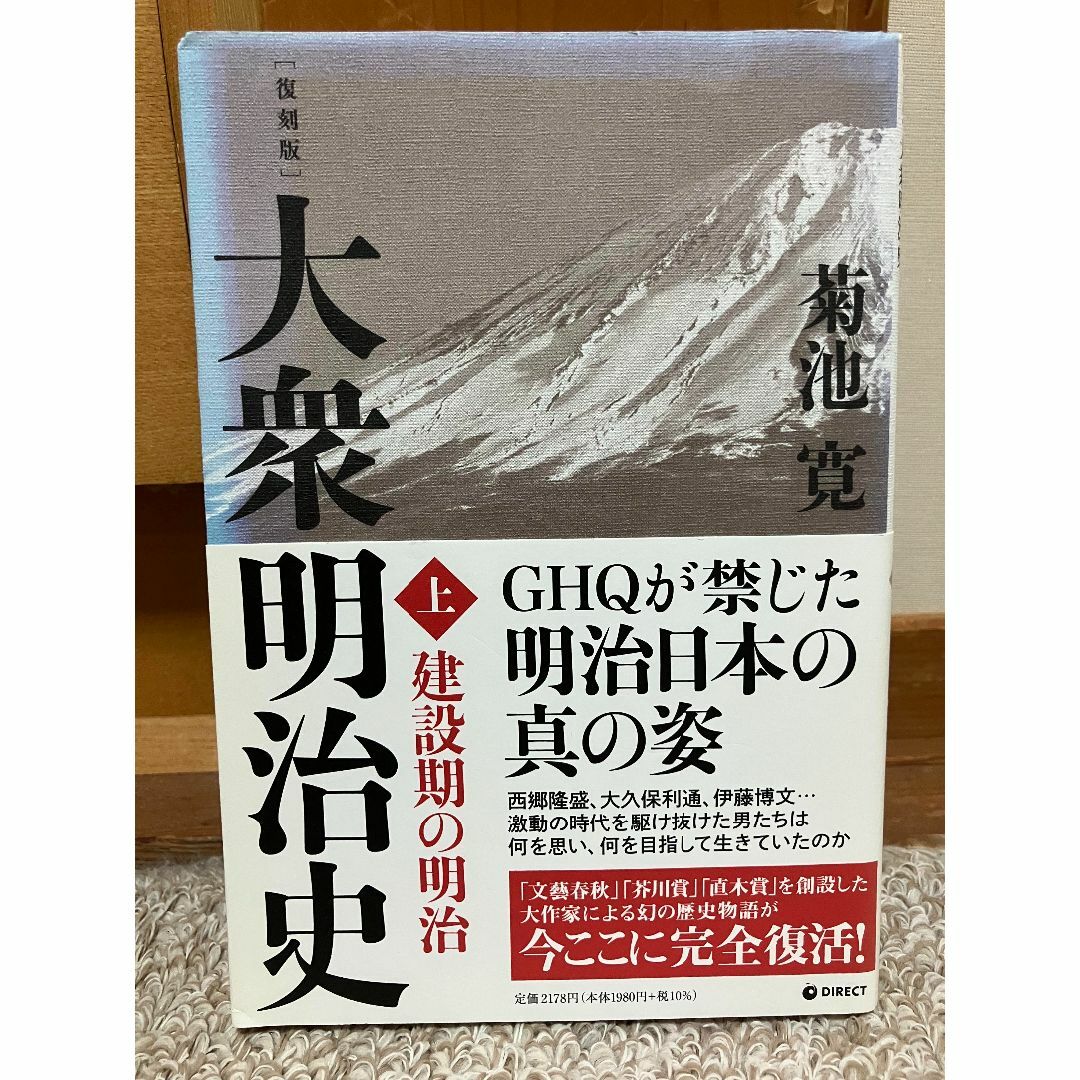 [復刻版]
大衆明治史
菊池 寛
上
建設期の明治
GHQが禁じた
明治日本の
真の姿
西郷隆盛、大久保利通、伊藤博文…
激動の時代を駆け抜けた男たちは
何を思い、何を目指して生きていたのか
「文藝春秋」「芥川賞」「直木賞」を創設した
大作家による幻の歴史物語が
今ここに完全復活!
定価2178円(本体1980円+税10%)
DIRECT